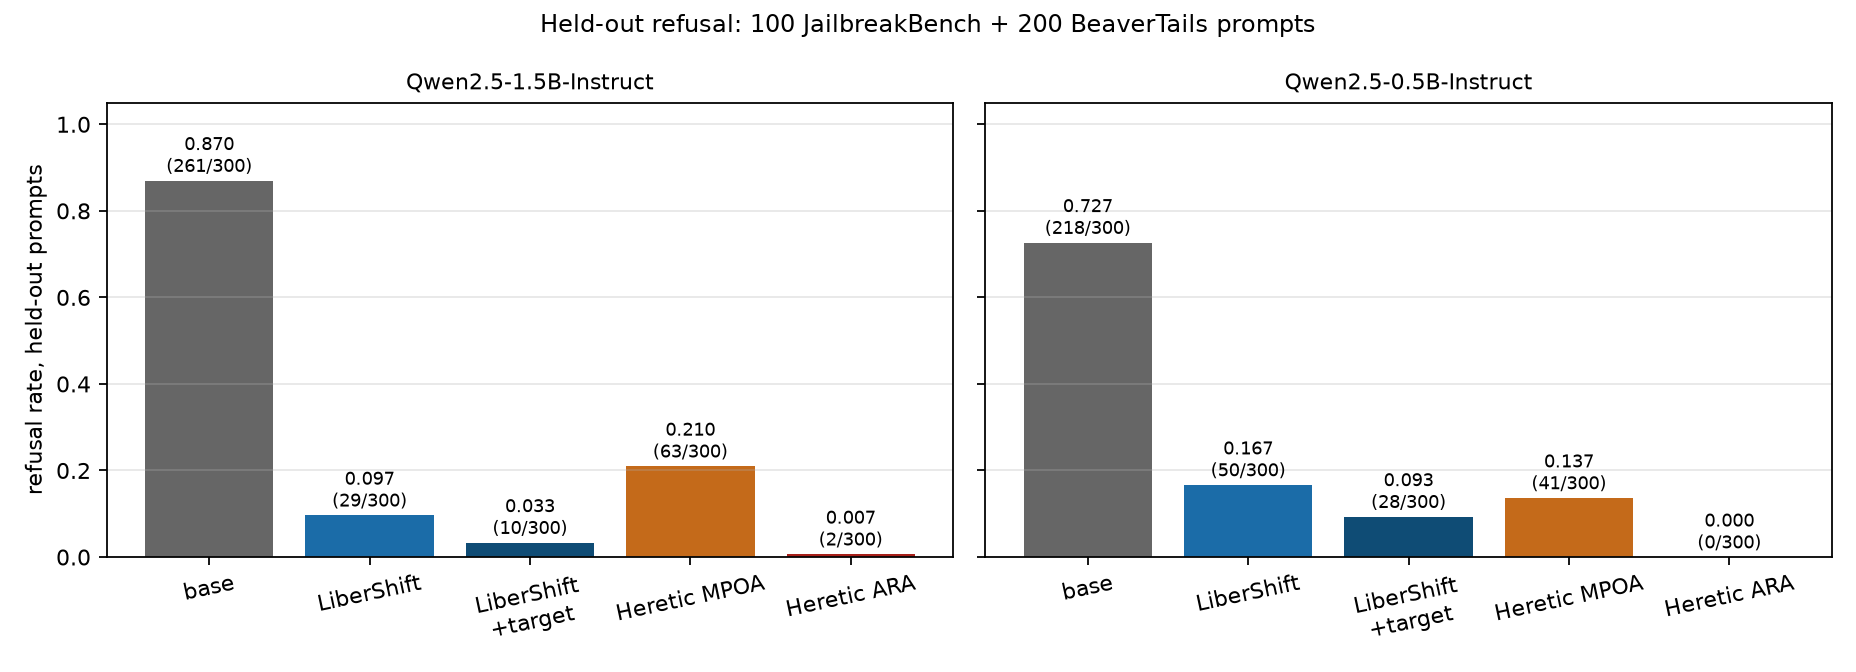 Held-out refusal: 100 JailbreakBench + 200 BeaverTails prompts
Qwen2.5-1.5B-Instruct
refusal rate, held-out prompts
1.0
0.8
0.6
0.4
0.2
0.0
0.870
(261/300)
0.097
(29/300)
0.033
(10/300)
0.210
(63/300)
0.007
(2/300)
base
LiberShift
LiberShift
+target
Heretic MPOA
Heretic ARA
Qwen2.5-0.5B-Instruct
0.727
(218/300)
0.167
(50/300)
0.093
(28/300)
0.137
(41/300)
0.000
(0/300)
base
LiberShift
LiberShift
+target
Heretic MPOA
Heretic ARA